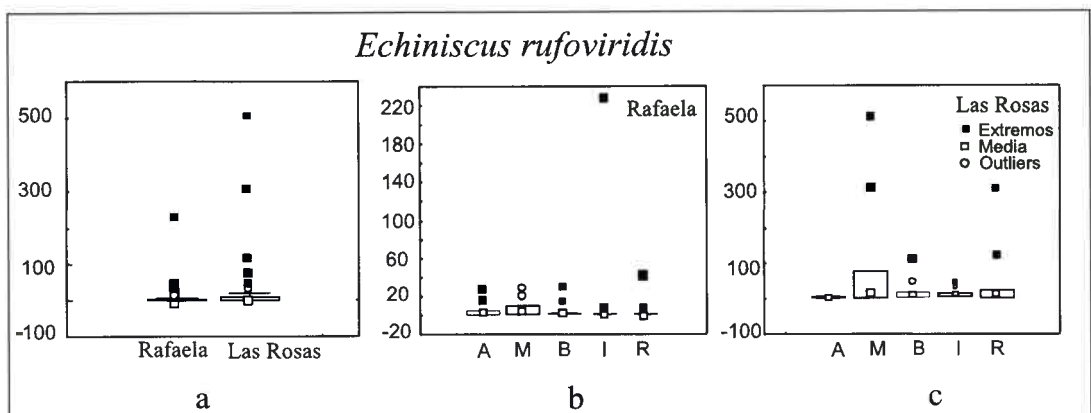 Echiniscus rufoviridis
500
300
100
-100
Rafaela Las Rosas
a
220
180
140
100
60
20
-20
Rafaela
A M B I R
b
500
300
100
-100
Las Rosas
Extremos
Media
Outliers
A M B I R
c